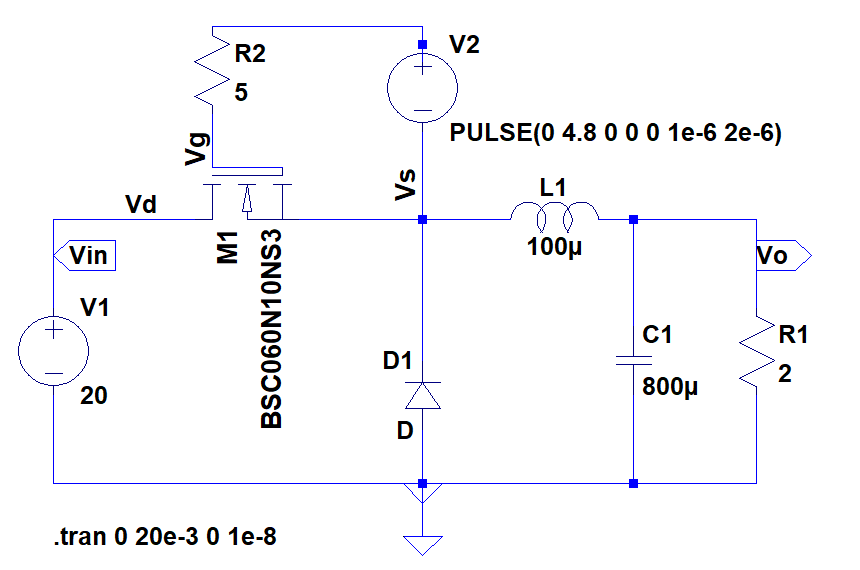 R2
V2
5
PULSE(0 4.8 0 0 0 1e-6 2e-6)
Vg
Vs
L1
Vd
100µ
M1
BSC060N10NS3
Vin
Vo
V1
20
D1
D
C1
800µ
R1
2
.tran 0 20e-3 0 1e-8